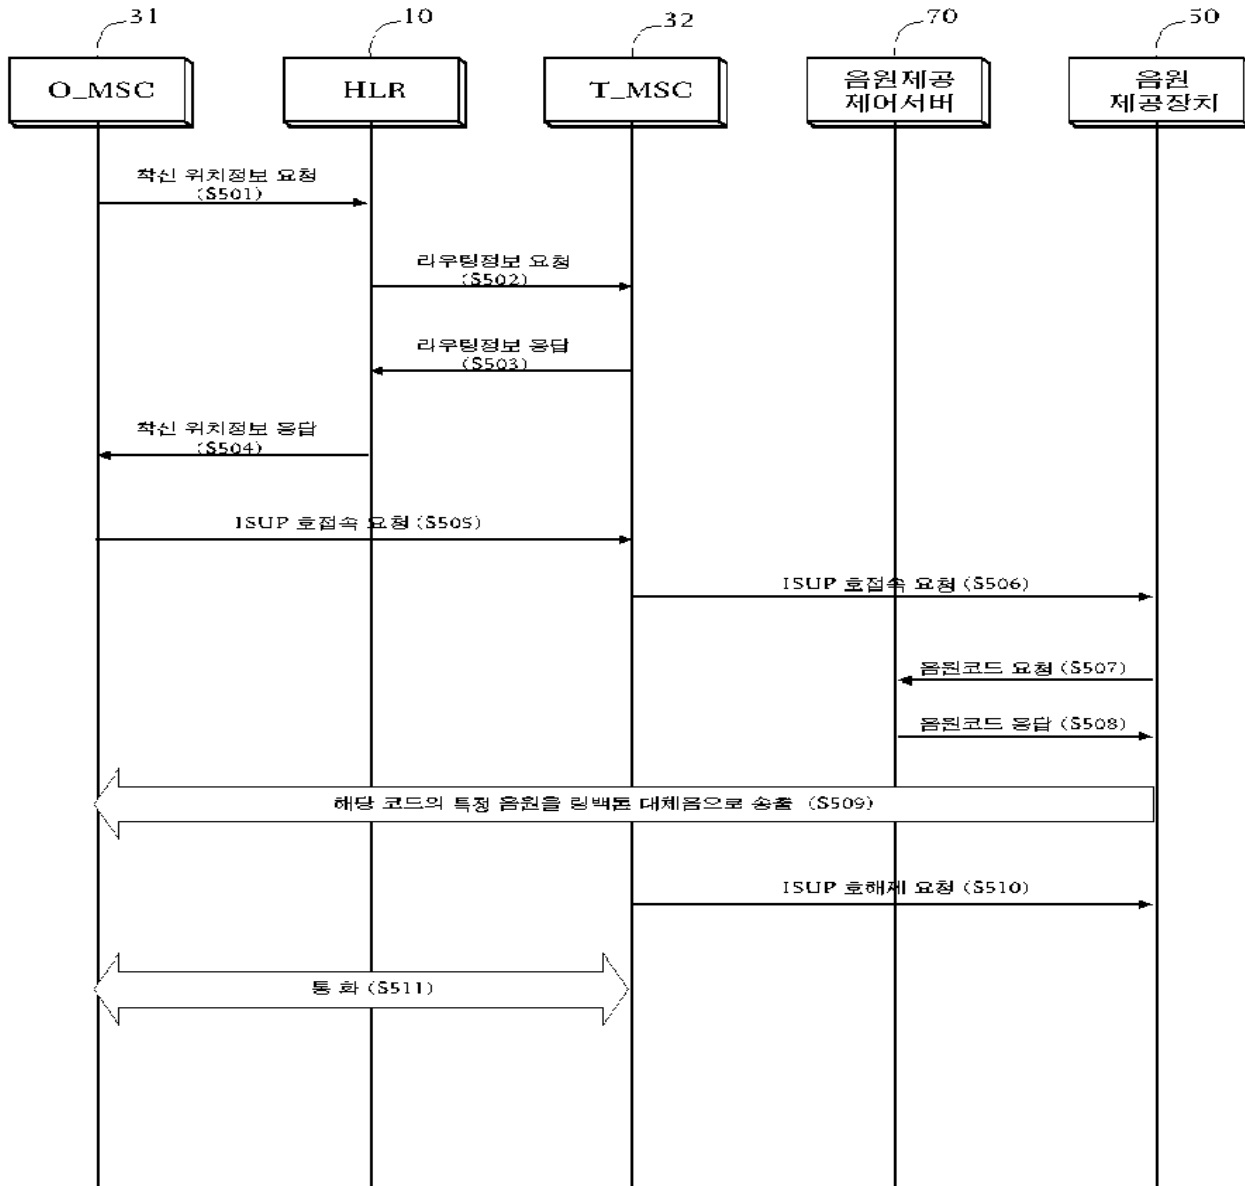 31
10
32
70
50
O_MSC
HLR
T_MSC
음원제공
제어서버
음원
제공장치
착신 위치정보 요청
(S501)
라우팅정보 요청
(S502)
라우팅정보 응답
(S503)
착신 위치정보 응답
(S504)
ISUP 호접속 요청 (S505)
ISUP 호접속 요청 (S506)
음원코드 요청 (S507)
음원코드 응답 (S508)
해당 코드의 특정 음원을 링백톤 대체음으로 송출 (S509)
ISUP 호해제 요청 (S510)
통 화 (S511)